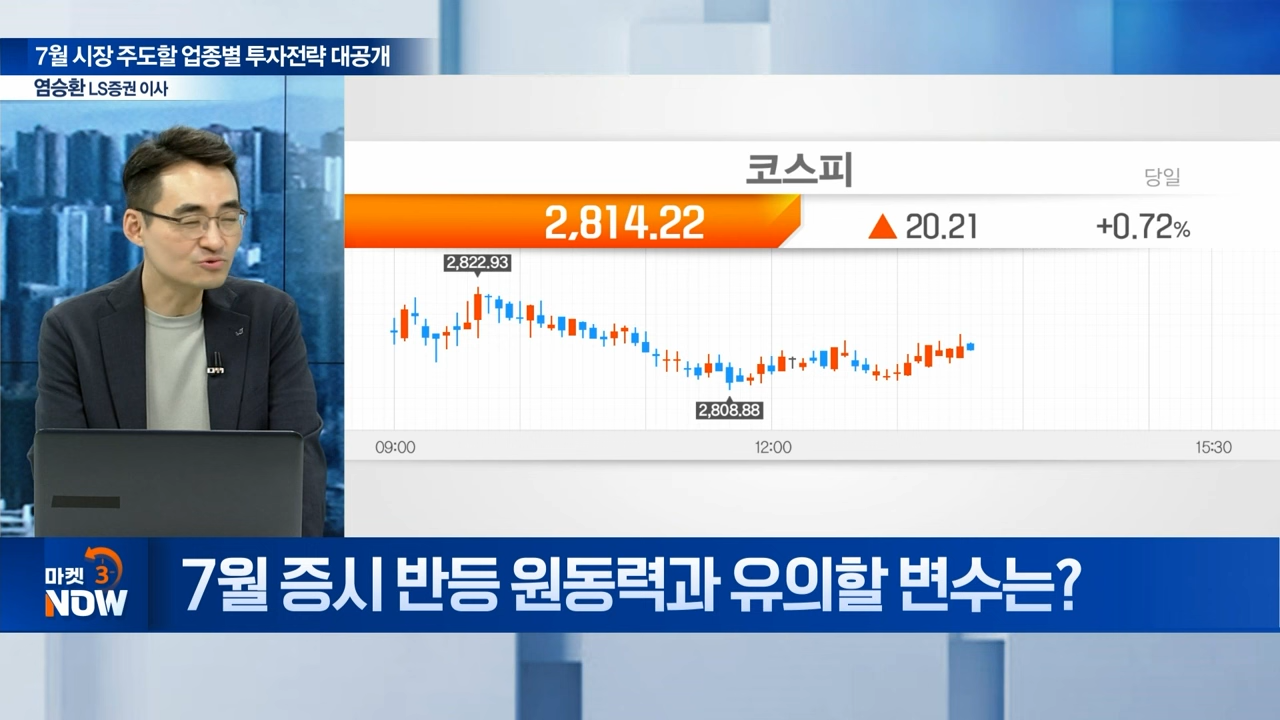 7월 시장 주도할 업종별 투자전략 대공개
염승환 LS증권 이사
코스피
당일
2,814.22 ▲ 20.21 +0.72%
2,822.93
2,808.88
09:00 12:00 15:30
마켓 3
NOW
7월 증시 반등 원동력과 유의할 변수는?